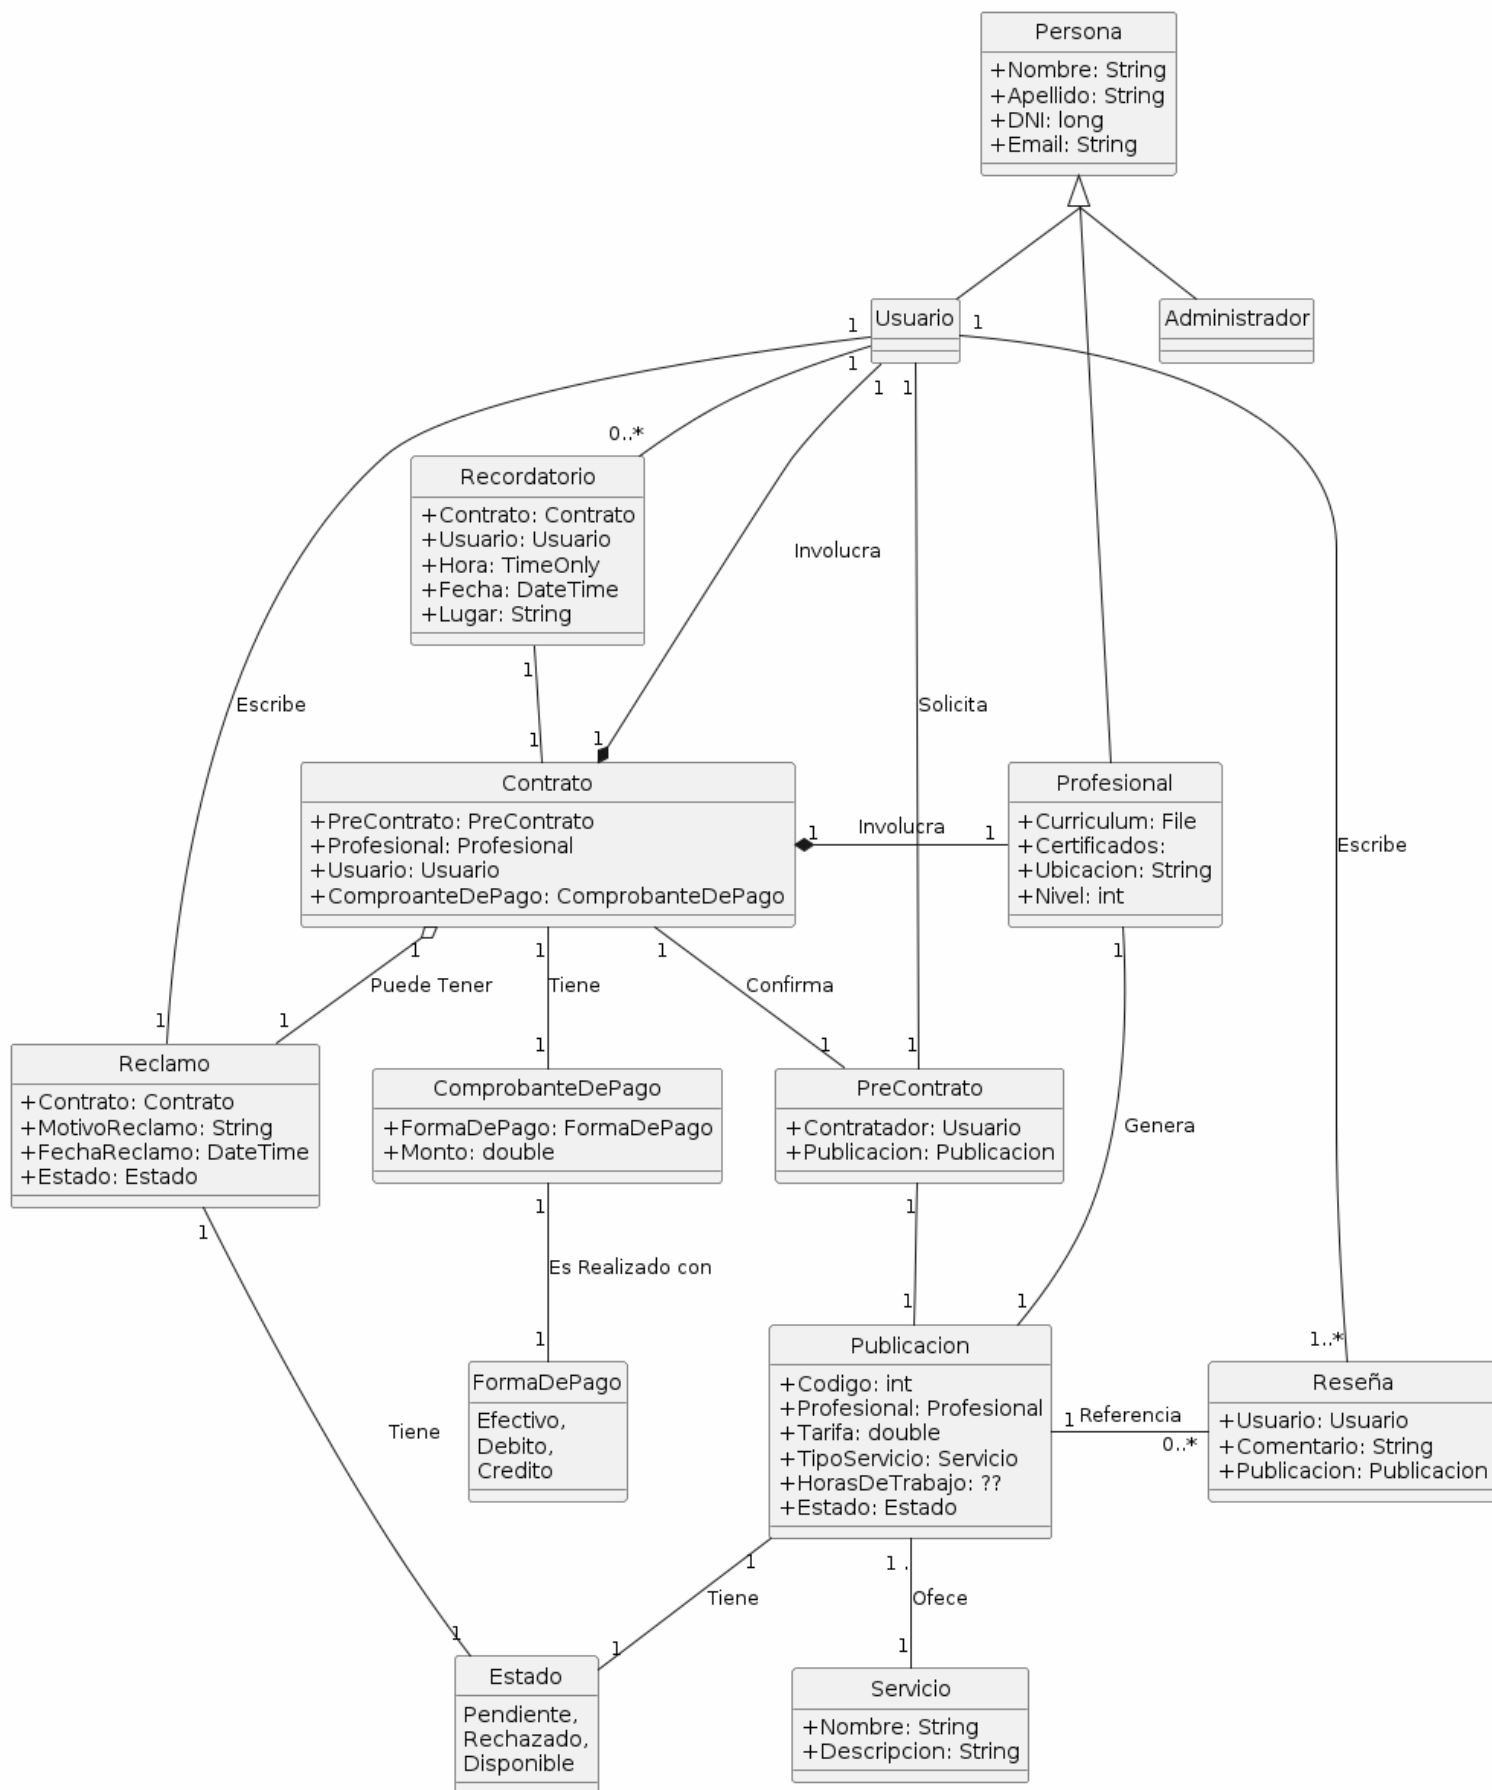 Persona
+Nombre: String
+Apellido: String
+DNI: long
+Email: String
Usuario
Administrador
1
1
1
1
1
1
0..*
Recordatorio
+Contrato: Contrato
+Usuario: Usuario
+Hora: TimeOnly
+Fecha: DateTime
+Lugar: String
Involucra
Escribe
Solicita
Escribe
1
1
1
Contrato
+PreContrato: PreContrato
+Profesional: Profesional
+Usuario: Usuario
+ComproanteDePago: ComprobanteDePago
1
Involucra
1
Profesional
+Curriculum: File
+Certificados:
+Ubicacion: String
+Nivel: int
1
1
1
1
Puede Tener
Tiene
Confirma
1
1
1
1
1
Reclamo
+Contrato: Contrato
+MotivoReclamo: String
+FechaReclamo: DateTime
+Estado: Estado
ComprobanteDePago
+FormaDePago: FormaDePago
+Monto: double
PreContrato
+Contratador: Usuario
+Publicacion: Publicacion
Genera
1
1
1
Es Realizado con
1
1
1
1..*
FormaDePago
Efectivo,
Debito,
Credito
Publicacion
+Codigo: int
+Profesional: Profesional
+Tarifa: double
+TipoServicio: Servicio
+HorasDeTrabajo: ??
+Estado: Estado
1
Referencia
0..*
Reseña
+Usuario: Usuario
+Comentario: String
+Publicacion: Publicacion
Tiene
1
1 .
Tiene
Ofece
1
1
1
Estado
Pendiente,
Rechazado,
Disponible
Servicio
+Nombre: String
+Descripcion: String